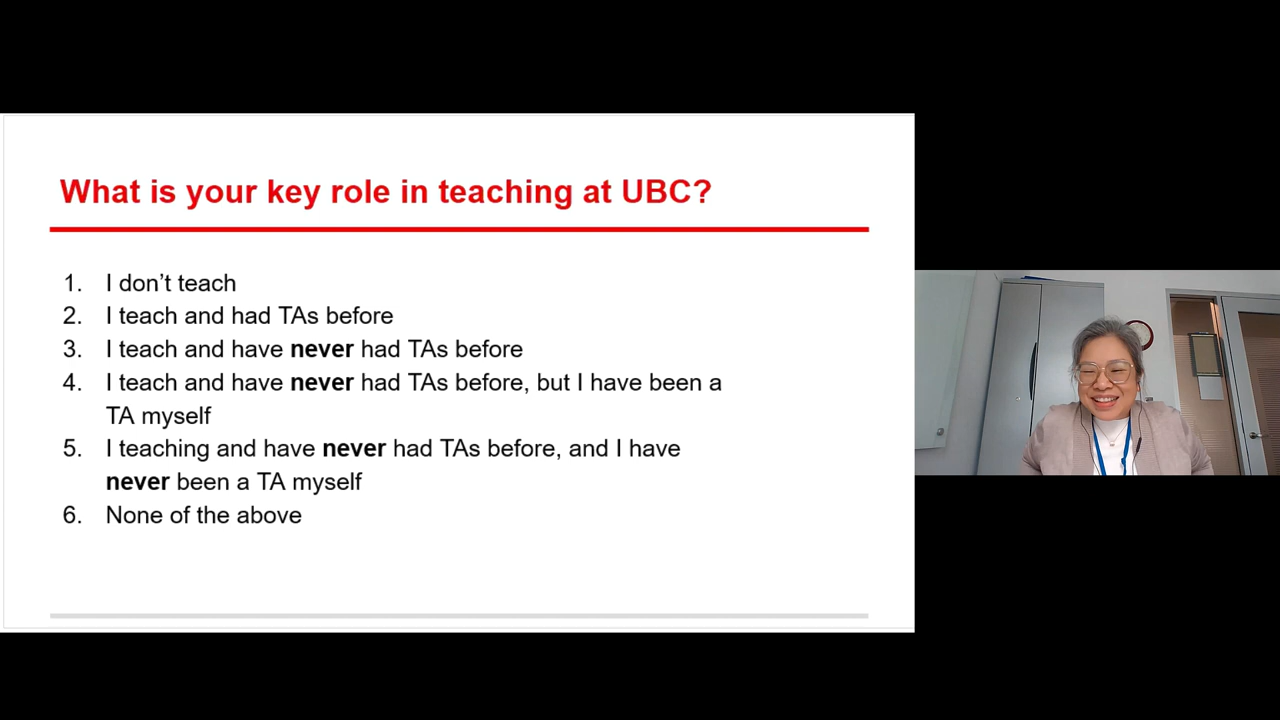 What is your key role in teaching at UBC?
1. I don't teach
2. I teach and had TAs before
3. I teach and have never had TAs before
4. I teach and have never had TAs before, but I have been a
TA myself
5. I teaching and have never had TAs before, and I have
never been a TA myself
6. None of the above